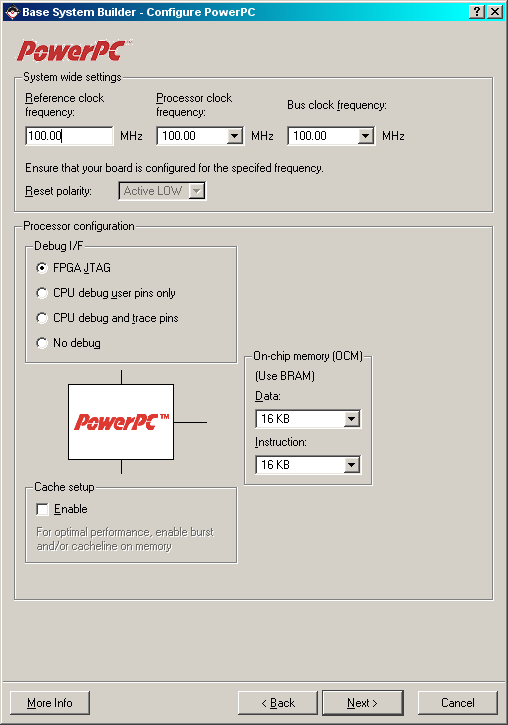 Base System Builder - Configure PowerPC
PowerPC™
System wide settings
Reference clock frequency:
Processor clock frequency:
Bus clock frequency:
100.00 MHz
100.00 MHz
100.00 MHz
Ensure that your board is configured for the specifed frequency.
Reset polarity: Active LOW
Processor configuration
Debug I/F
FPGA JTAG
CPU debug user pins only
CPU debug and trace pins
No debug
PowerPC™
On-chip memory (OCM)
(Use BRAM)
Data:
16 KB
Instruction:
16 KB
Cache setup
Enable
For optimal performance, enable burst
and/or cacheline on memory
More Info
< Back
Next >
Cancel